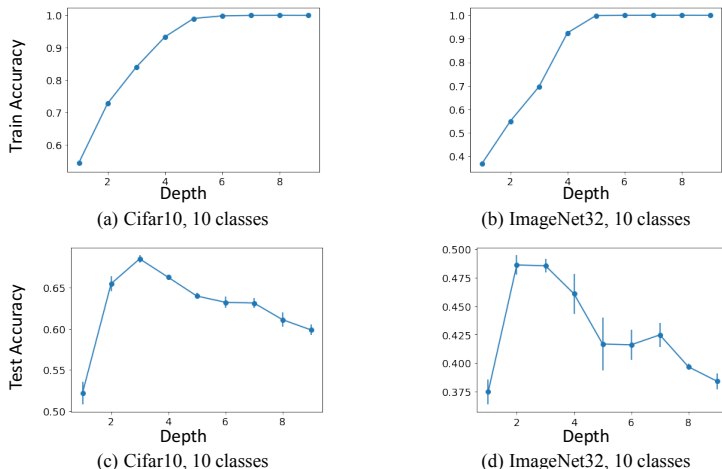 Train Accuracy
1.0
0.9
0.8
0.7
0.6
2 4 6 8
Depth
(a) Cifar10, 10 classes
1.0
0.9
0.8
0.7
0.6
0.5
0.4
2 4 6 8
Depth
(b) ImageNet32, 10 classes
Test Accuracy
0.65
0.60
0.55
0.50
2 4 6 8
Depth
(c) Cifar10, 10 classes
0.500
0.475
0.450
0.425
0.400
0.375
2 4 6 8
Depth
(d) ImageNet32, 10 classes